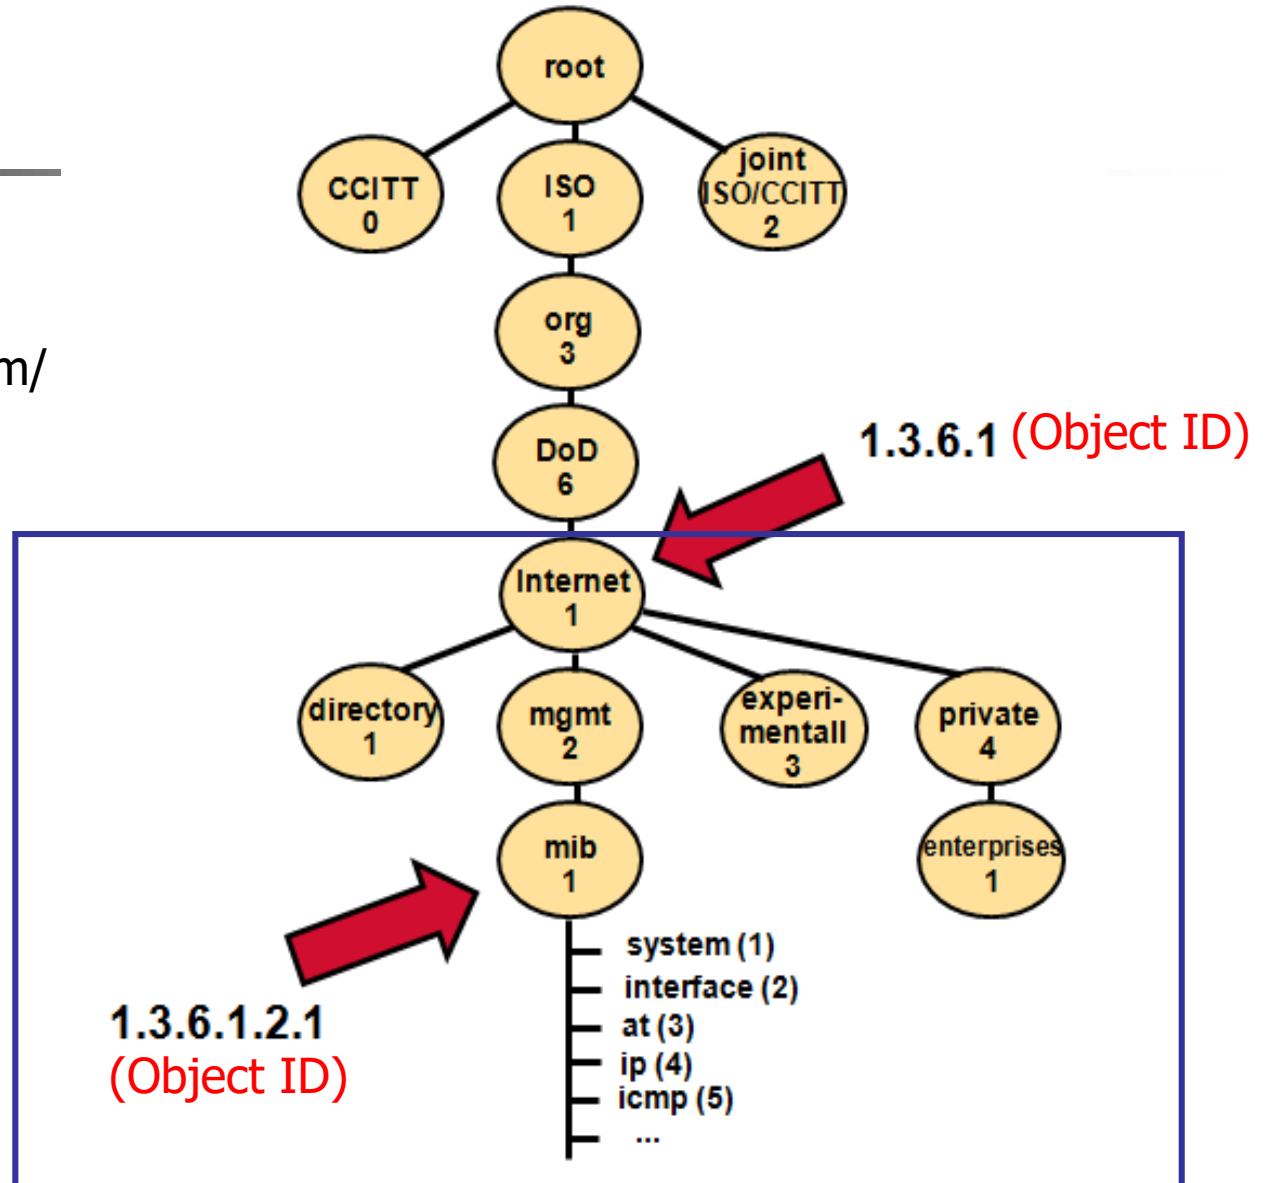 root
CCITT
0
ISO
1
joint
ISO/CCITT
2
org
3
m/
DoD
6
1.3.6.1 (Object ID)
Internet
1
directory
1
mgmt
2
experi-
mentall
3
private
4
mib
1
enterprises
1
system (1)
interface (2)
at (3)
ip (4)
icmp (5)
...
1.3.6.1.2.1
(Object ID)